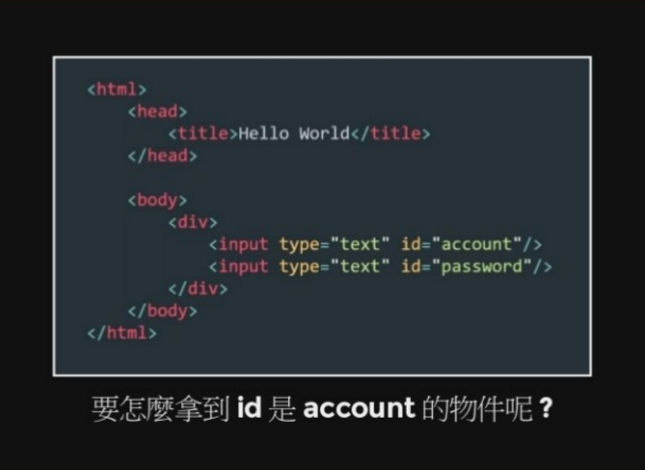 <html>
<head>
<title>Hello World</title>
</head>
<body>
<div>
<input type="text" id="account"/>
<input type="text" id="password"/>
</div>
</body>
</html>
要怎麼拿到 id 是 account 的物件呢？